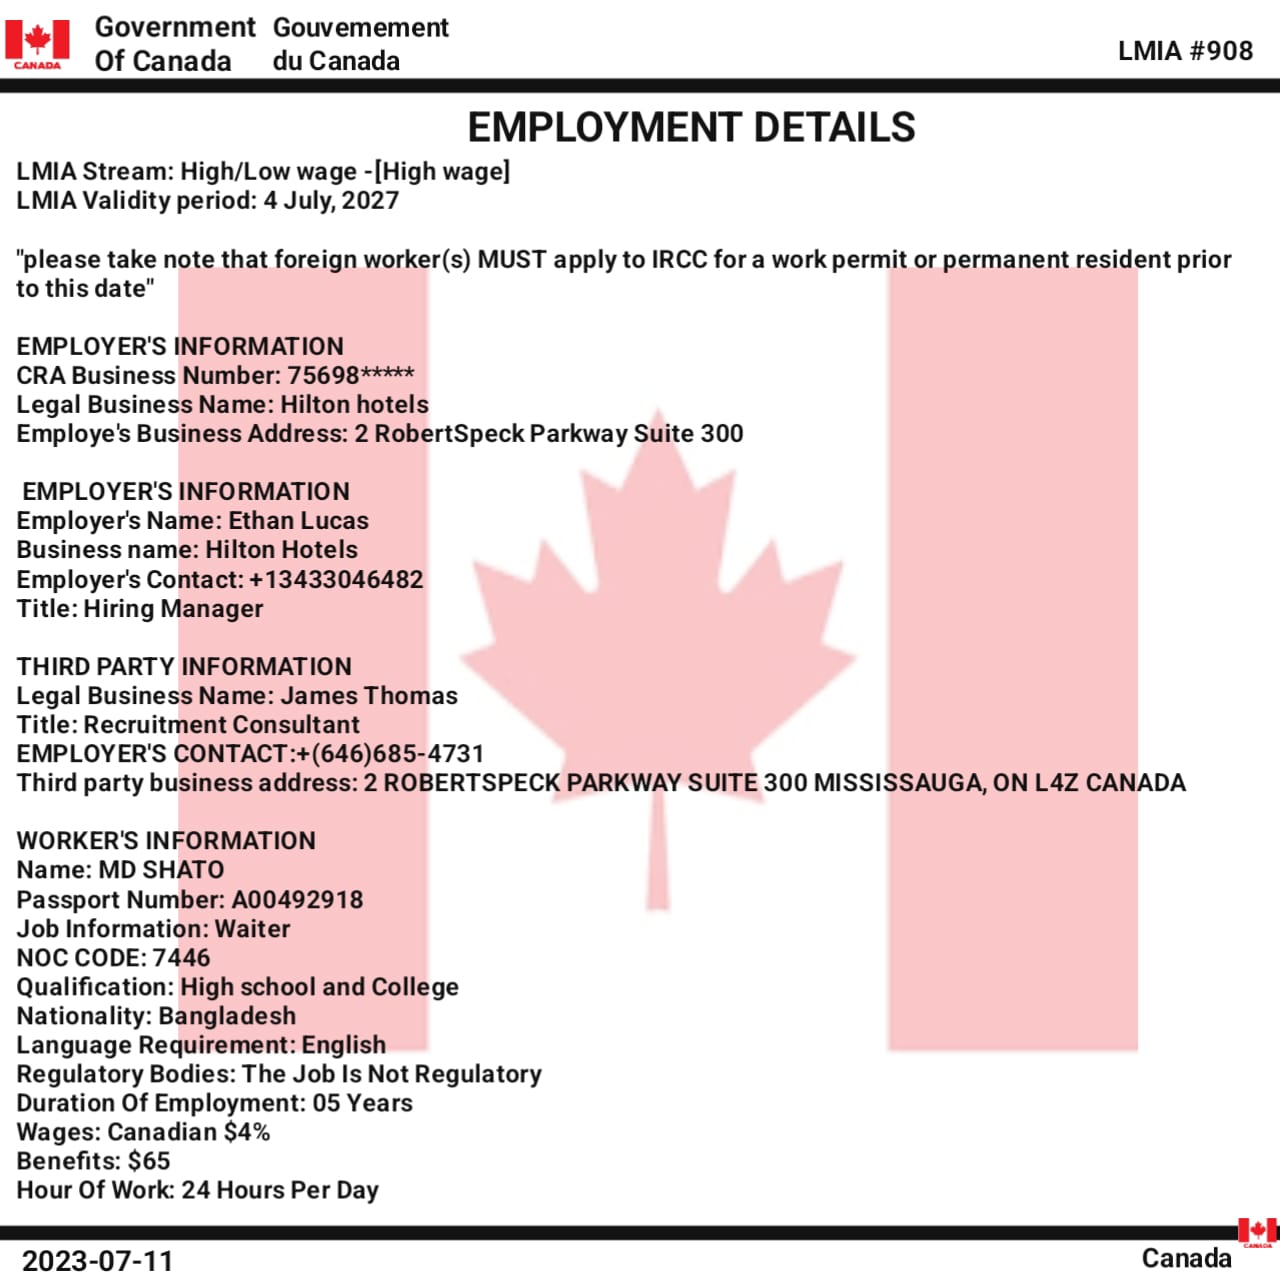 Government Gouvemement
Of Canada du Canada
CANADA
LMIA #908
EMPLOYMENT DETAILS
LMIA Stream: High/Low wage -[High wage]
LMIA Validity period: 4 July, 2027
"please take note that foreign worker(s) MUST apply to IRCC for a work permit or permanent resident prior
to this date"
EMPLOYER'S INFORMATION
CRA Business Number: 75698*****
Legal Business Name: Hilton hotels
Employe's Business Address: 2 RobertSpeck Parkway Suite 300
EMPLOYER'S INFORMATION
Employer's Name: Ethan Lucas
Business name: Hilton Hotels
Employer's Contact: +13433046482
Title: Hiring Manager
THIRD PARTY INFORMATION
Legal Business Name: James Thomas
Title: Recruitment Consultant
EMPLOYER'S CONTACT:+(646)685-4731
Third party business address: 2 ROBERTSPECK PARKWAY SUITE 300 MISSISSAUGA, ON L4Z CANADA
WORKER'S INFORMATION
Name: MD SHATO
Passport Number: A00492918
Job Information: Waiter
NOC CODE: 7446
Qualification: High school and College
Nationality: Bangladesh
Language Requirement: English
Regulatory Bodies: The Job Is Not Regulatory
Duration Of Employment: 05 Years
Wages: Canadian $4%
Benefits: $65
Hour Of Work: 24 Hours Per Day
2023-07-11
Canada
CANADA